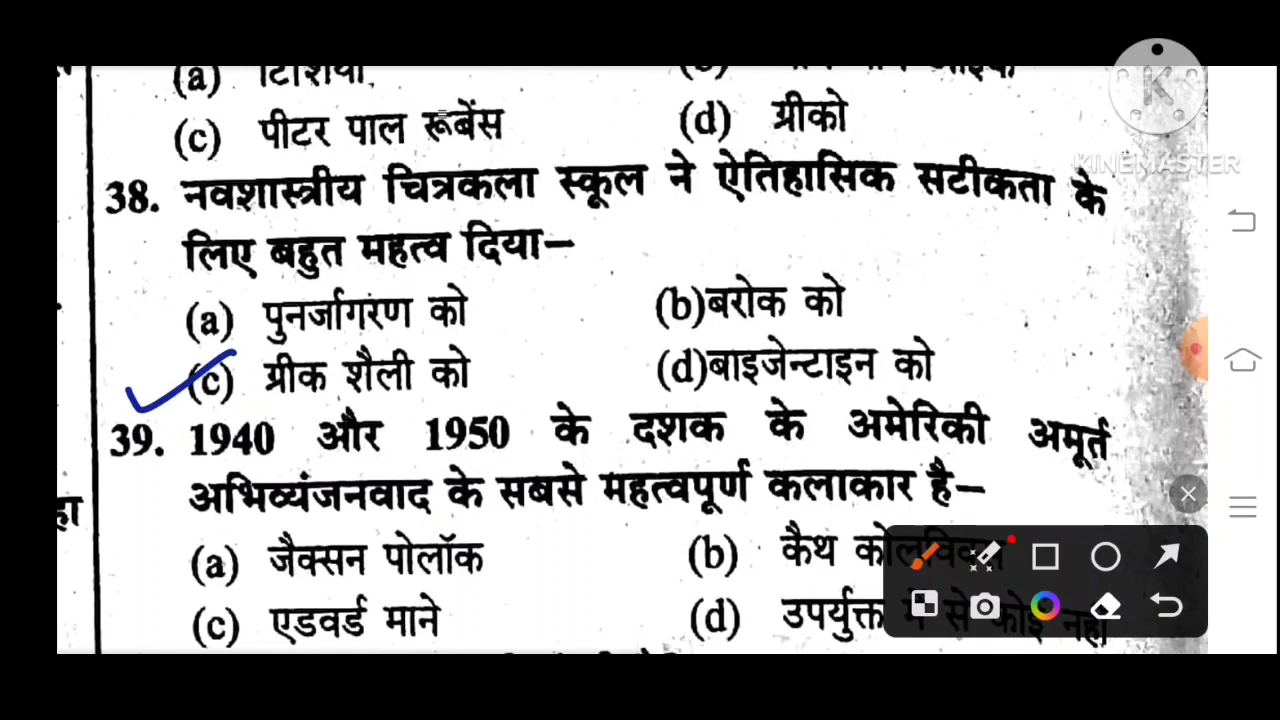 (a) टिशियो,
(c) पीटर पाल रूबेंस (d) ग्रीको
KINEMASTER
38. नवशास्त्रीय चित्रकला स्कूल ने ऐतिहासिक सटीकता के
लिए बहुत महत्व दिया–
(a) पुनर्जागरण को (b)बरोक को
(c) ग्रीक शैली को (d)बाइजेन्टाइन को
39. 1940 और 1950 के दशक के अमेरिकी अमूर्त
अभिव्यंजनवाद के सबसे महत्वपूर्ण कलाकार है–
(a) जैक्सन पोलॉक (b) कैथ
(c) एडवर्ड माने (d) उपर्युक्त में से कोई नहीं